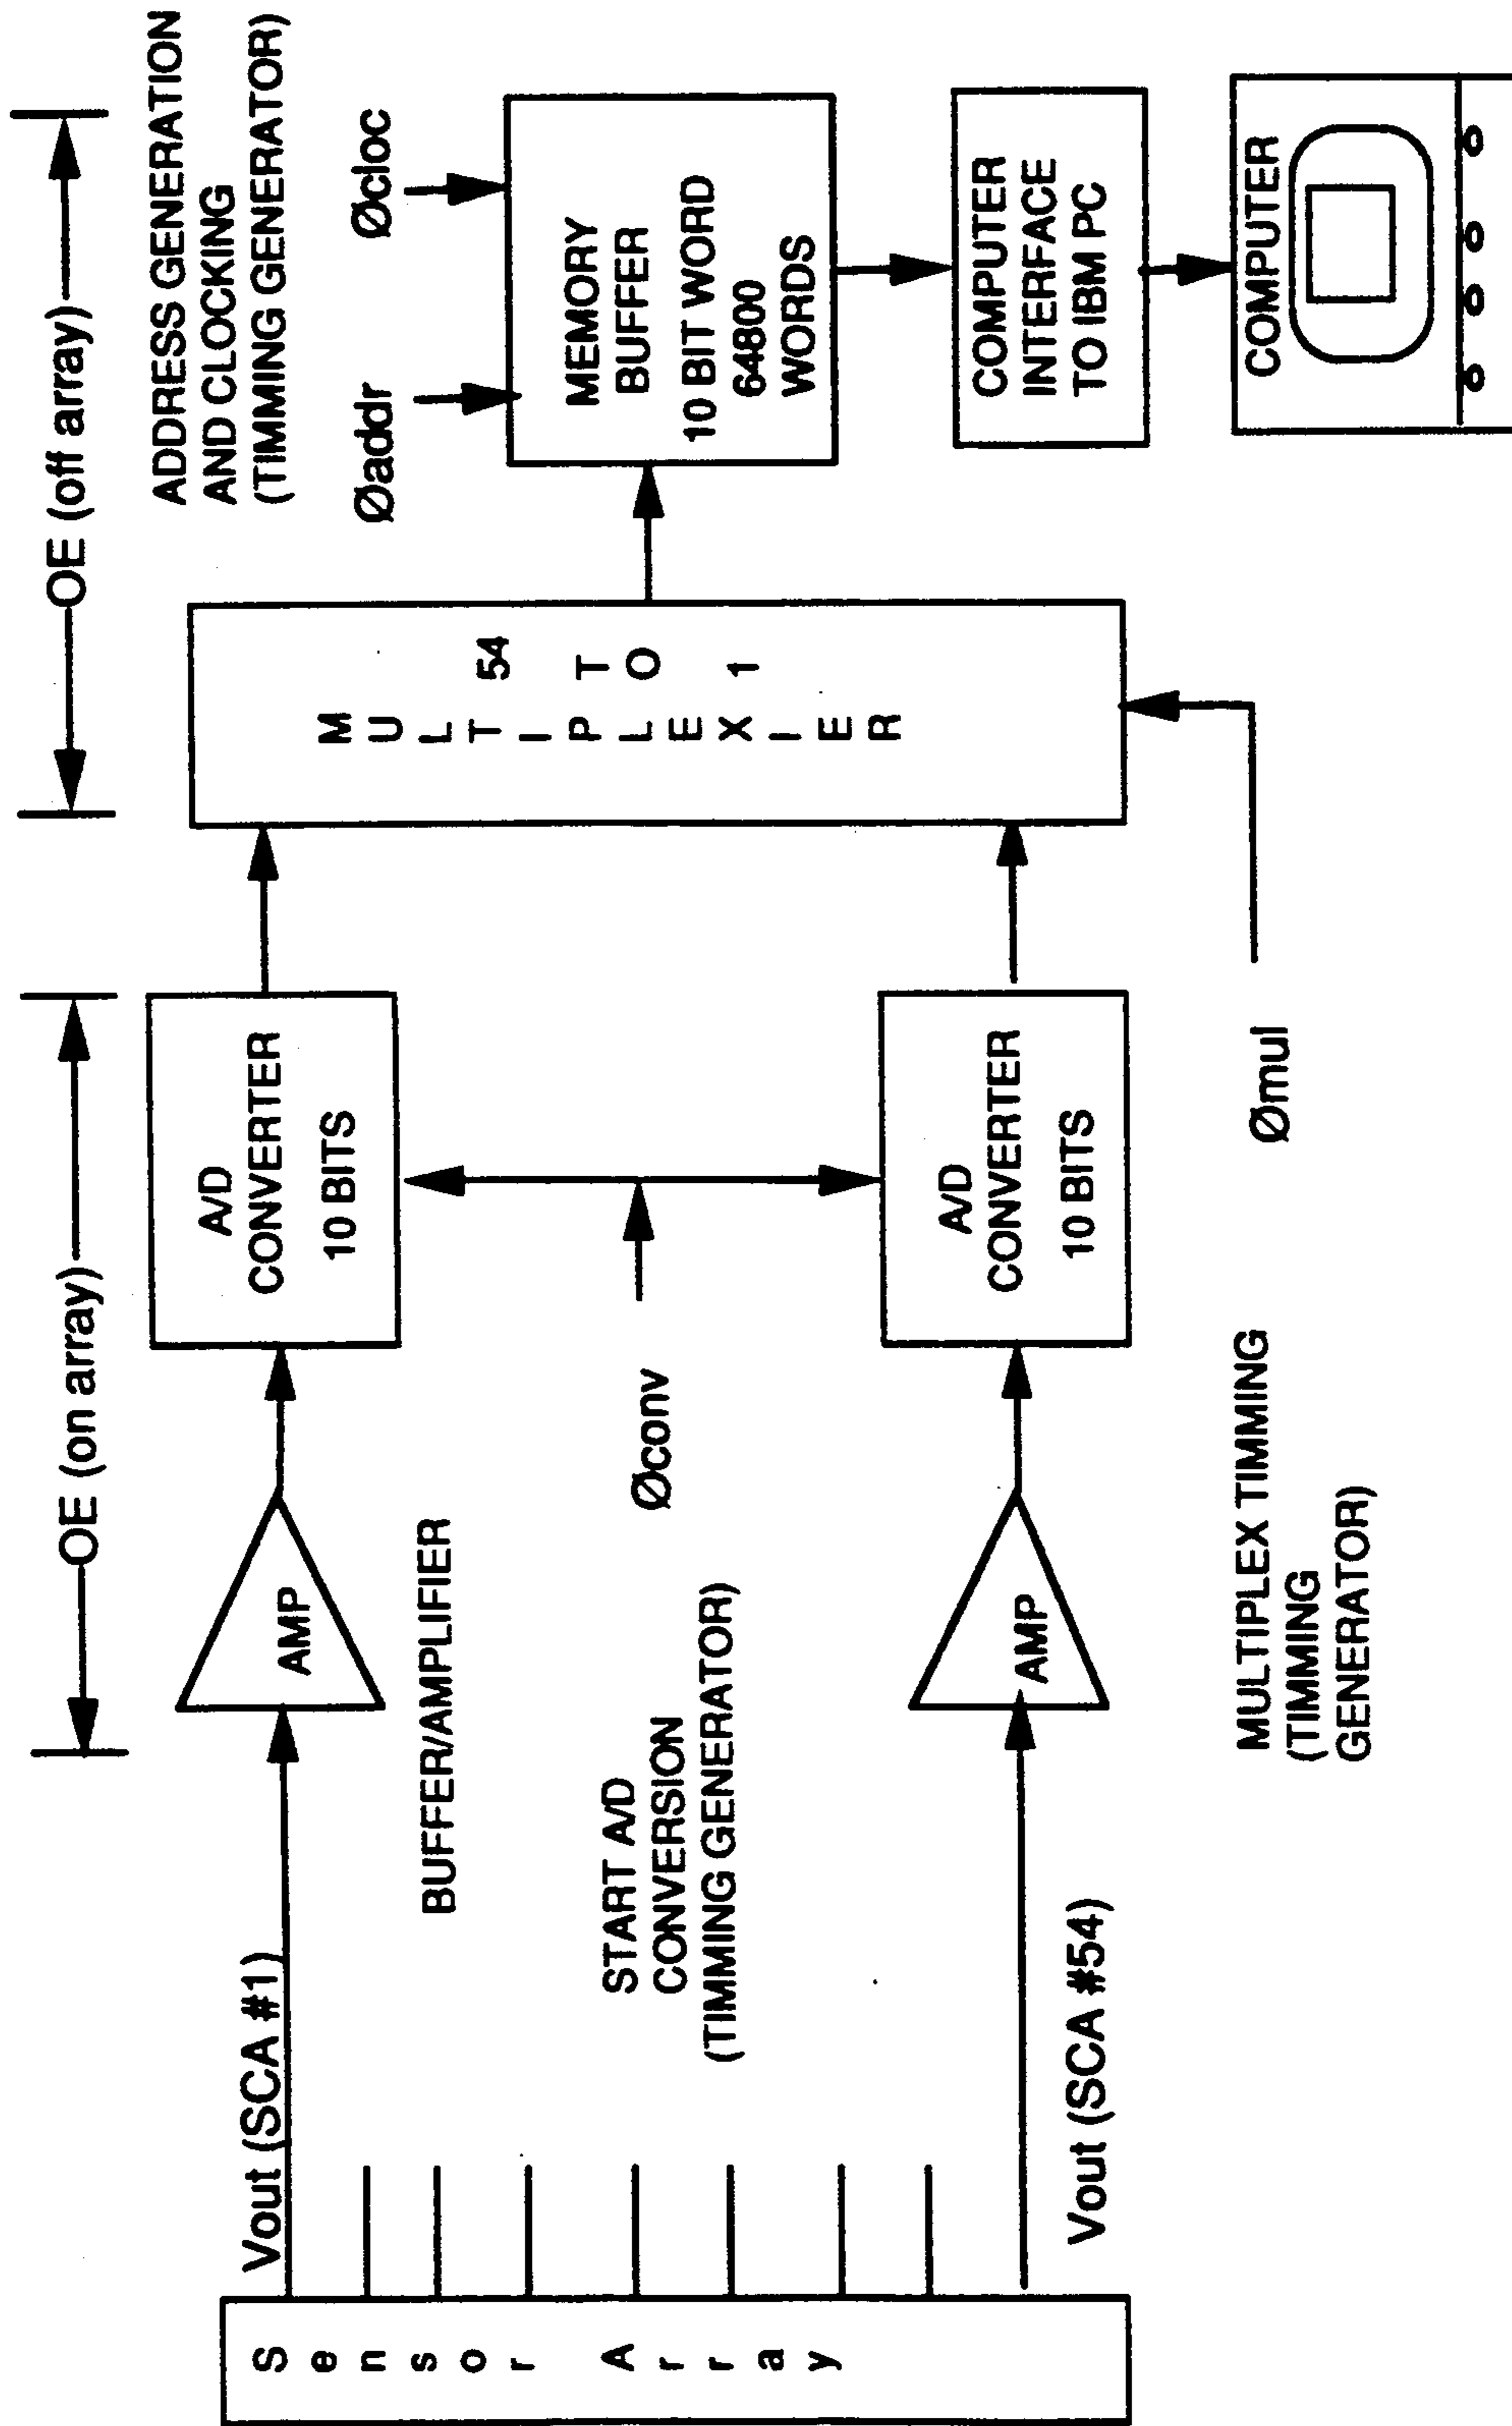 OE (on array)
OE (off array)
Sensor Array
Vout (SCA #1)
AMP
BUFFER/AMPLIFIER
A/D
CONVERTER
10 BITS
START A/D
CONVERSION
(TIMMING GENERATOR)
Øconv
Vout (SCA #54)
AMP
A/D
CONVERTER
10 BITS
MULTIPLEX TIMMING
(TIMMING
GENERATOR)
Ømul
MULTIPLEXIER
54 TO 1
ADDRESS GENERATION
AND CLOCKING
(TIMMING GENERATOR)
Øaddr
Øcloc
MEMORY
BUFFER
10 BIT WORD
64800
WORDS
COMPUTER
INTERFACE
TO IBM PC
COMPUTER